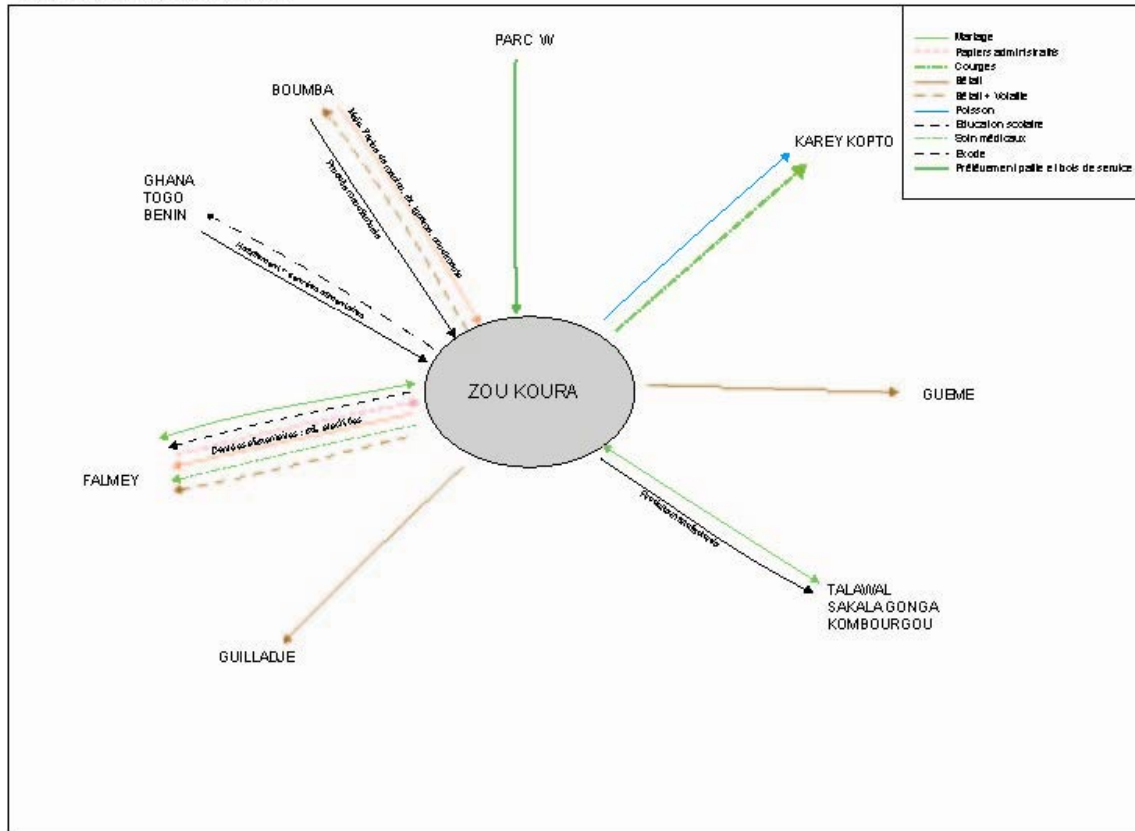 PARC W
BOUMBA
KAREY KOPTO
GHANA
TOGO
BENIN
ZOU KOURA
GUEME
FALMEY
TALAWAL
SAKALA GONGA
KOMBOURGOU
GUILLADJE
Mariage
Papiers administratifs
Courges
Bétail
Bétail + Volaille
Poisson
Education scolaire
Soin médicaux
Exode
Prélèvement paille et bois de service